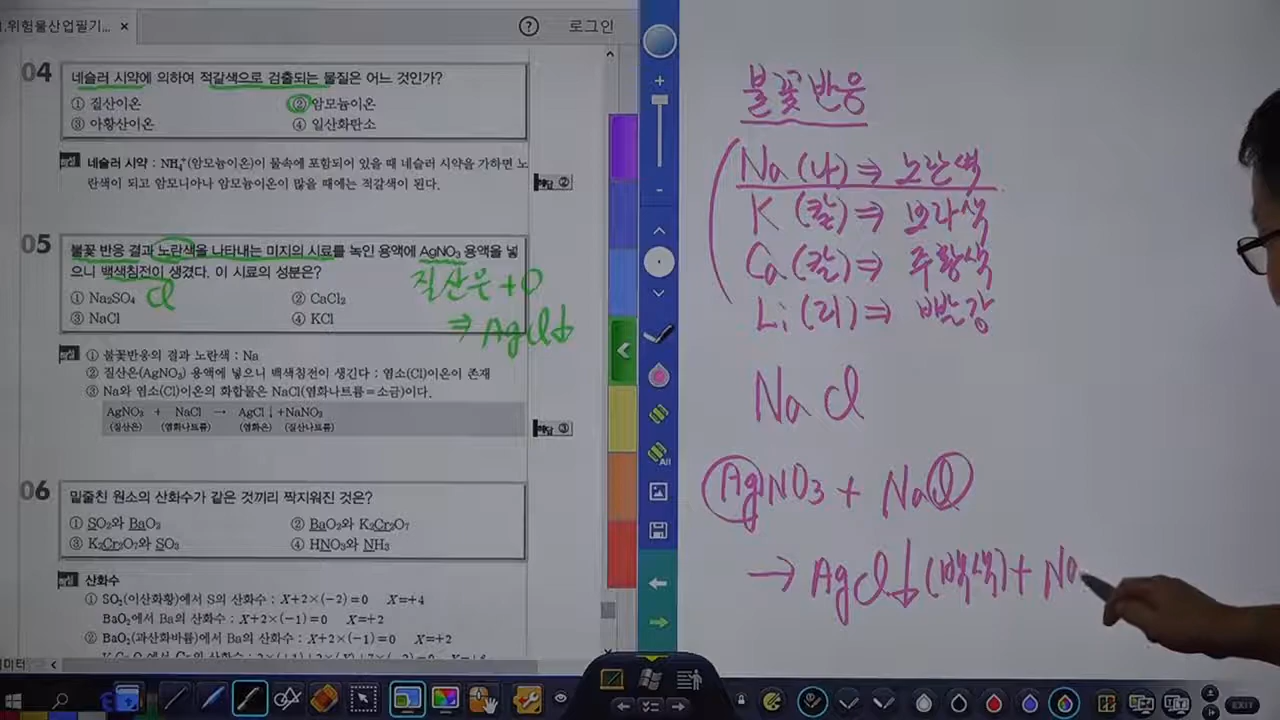 .위험물산업필기... ×
? 로그인
04 네슬러 시약에 의하여 적갈색으로 검출되는 물질은 어느 것인가?
① 질산이온 ② 암모늄이온
③ 아황산이온 ④ 일산화탄소
해설 네슬러 시약 : NH₄⁺(암모늄이온)이 물속에 포함되어 있을 때 네슬러 시약을 가하면 노
란색이 되고 암모니아나 암모늄이온이 많을 때에는 적갈색이 된다.
해답 ②
05 불꽃 반응 결과 노란색을 나타내는 미지의 시료를 녹인 용액에 AgNO₃ 용액을 넣
으니 백색침전이 생겼다. 이 시료의 성분은?
Cl
질산은 +
⇒ AgCl↓
① Na₂SO₄ ② CaCl₂
③ NaCl ④ KCl
해설 ① 불꽃반응의 결과 노란색 : Na
② 질산은(AgNO₃) 용액에 넣으니 백색침전이 생긴다 : 염소(Cl)이온이 존재
③ Na와 염소(Cl)이온의 화합물은 NaCl(염화나트륨=소금)이다.
AgNO₃ + NaCl → AgCl↓+NaNO₃
(질산은) (염화나트륨) (염화은) (질산나트륨)
해답 ③
06 밑줄친 원소의 산화수가 같은 것끼리 짝지워진 것은?
① SO₂와 BaO₂ ② BaO₂와 K₂Cr₂O₇
③ K₂Cr₂O₇와 SO₃ ④ HNO₃와 NH₃
해설 산화수
① SO₂(이산화황)에서 S의 산화수 : X+2×(-2)=0 X=+4
BaO₂에서 Ba의 산화수 : X+2×(-1)=0 X=+2
② BaO₂(과산화바륨)에서 Ba의 산화수 : X+2×(-1)=0 X=+2
All
불꽃반응
Na (나) ⇒ 노란색
K (칼) ⇒ 보라색
Ca (칼) ⇒ 주황색
Li (리) ⇒ 빨강
Na Cl
AgNO₃ + NaCl
→ AgCl↓ (백색) + Na
EXIT